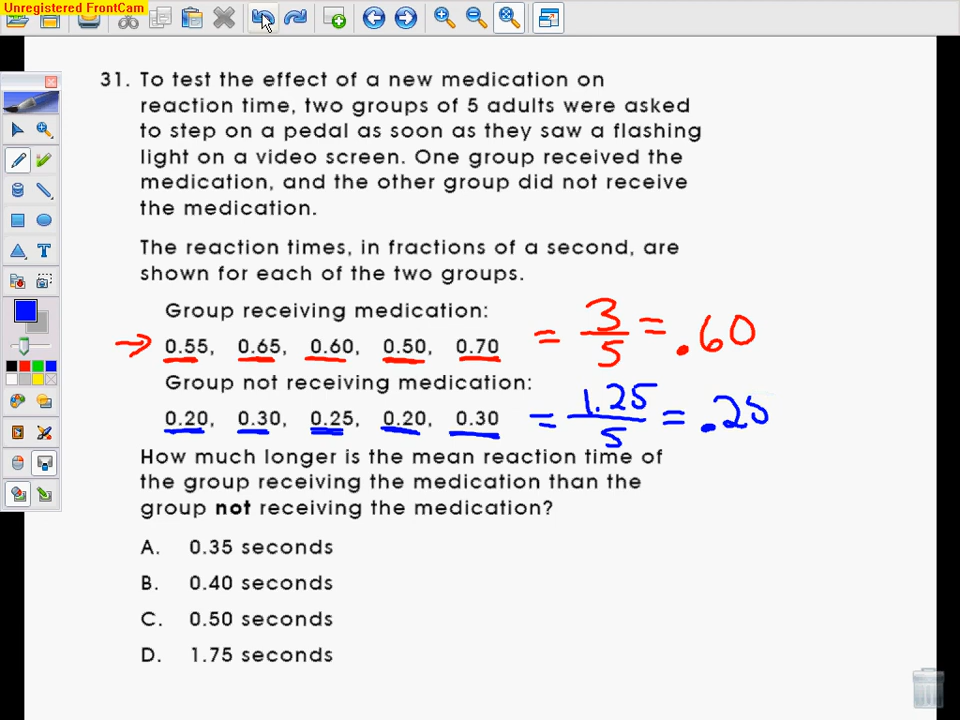 Unregistered FrontCam
31. To test the effect of a new medication on
reaction time, two groups of 5 adults were asked
to step on a pedal as soon as they saw a flashing
light on a video screen. One group received the
medication, and the other group did not receive
the medication.
The reaction times, in fractions of a second, are
shown for each of the two groups.
Group receiving medication:
0.55, 0.65, 0.60, 0.50, 0.70 = 3/5 = .60
Group not receiving medication:
0.20, 0.30, 0.25, 0.20, 0.30 = 1.25/5 = .25
How much longer is the mean reaction time of
the group receiving the medication than the
group not receiving the medication?
A. 0.35 seconds
B. 0.40 seconds
C. 0.50 seconds
D. 1.75 seconds